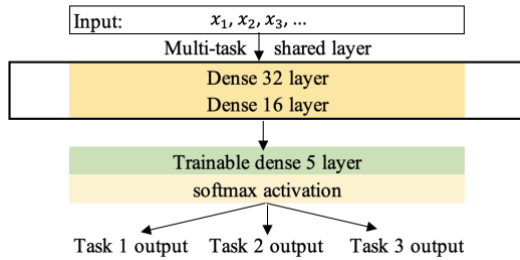 Input: x₁, x₂, x₃, ...
Multi-task shared layer
Dense 32 layer
Dense 16 layer
Trainable dense 5 layer
softmax activation
Task 1 output Task 2 output Task 3 output